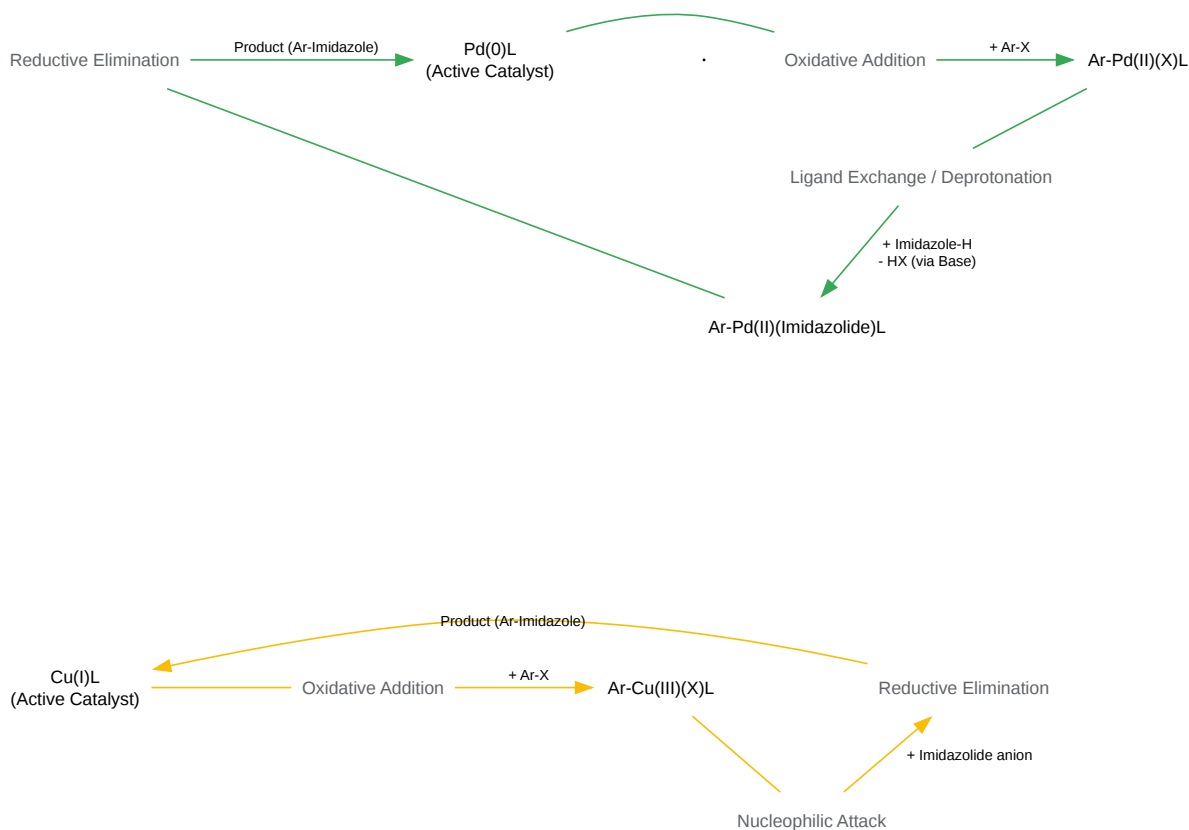 Reductive Elimination
Product (Ar-Imidazole)
Pd(0)L
(Active Catalyst)
Oxidative Addition
+ Ar-X
Ar-Pd(II)(X)L
Ligand Exchange / Deprotonation
+ Imidazole-H
- HX (via Base)
Ar-Pd(II)(Imidazolide)L
Product (Ar-Imidazole)
Cu(I)L
(Active Catalyst)
Oxidative Addition
+ Ar-X
Ar-Cu(III)(X)L
Reductive Elimination
+ Imidazolide anion
Nucleophilic Attack